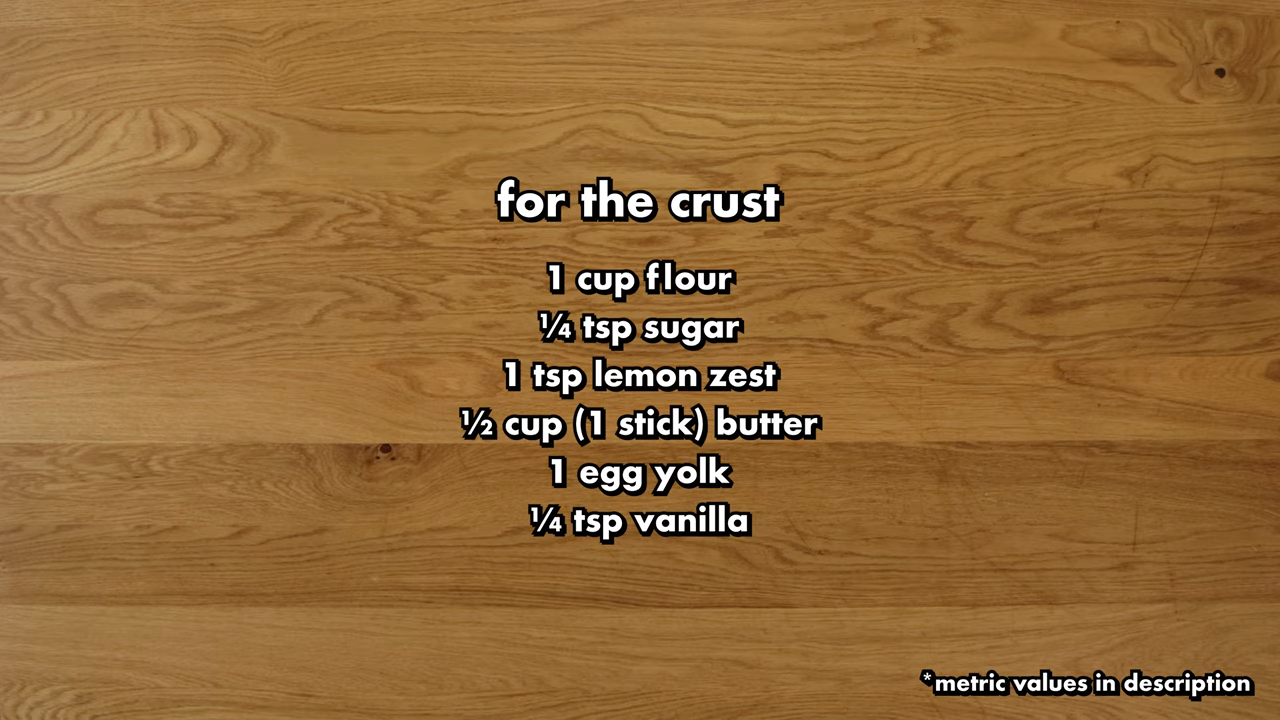 for the crust
1 cup flour
¼ tsp sugar
1 tsp lemon zest
½ cup (1 stick) butter
1 egg yolk
¼ tsp vanilla
*metric values in description